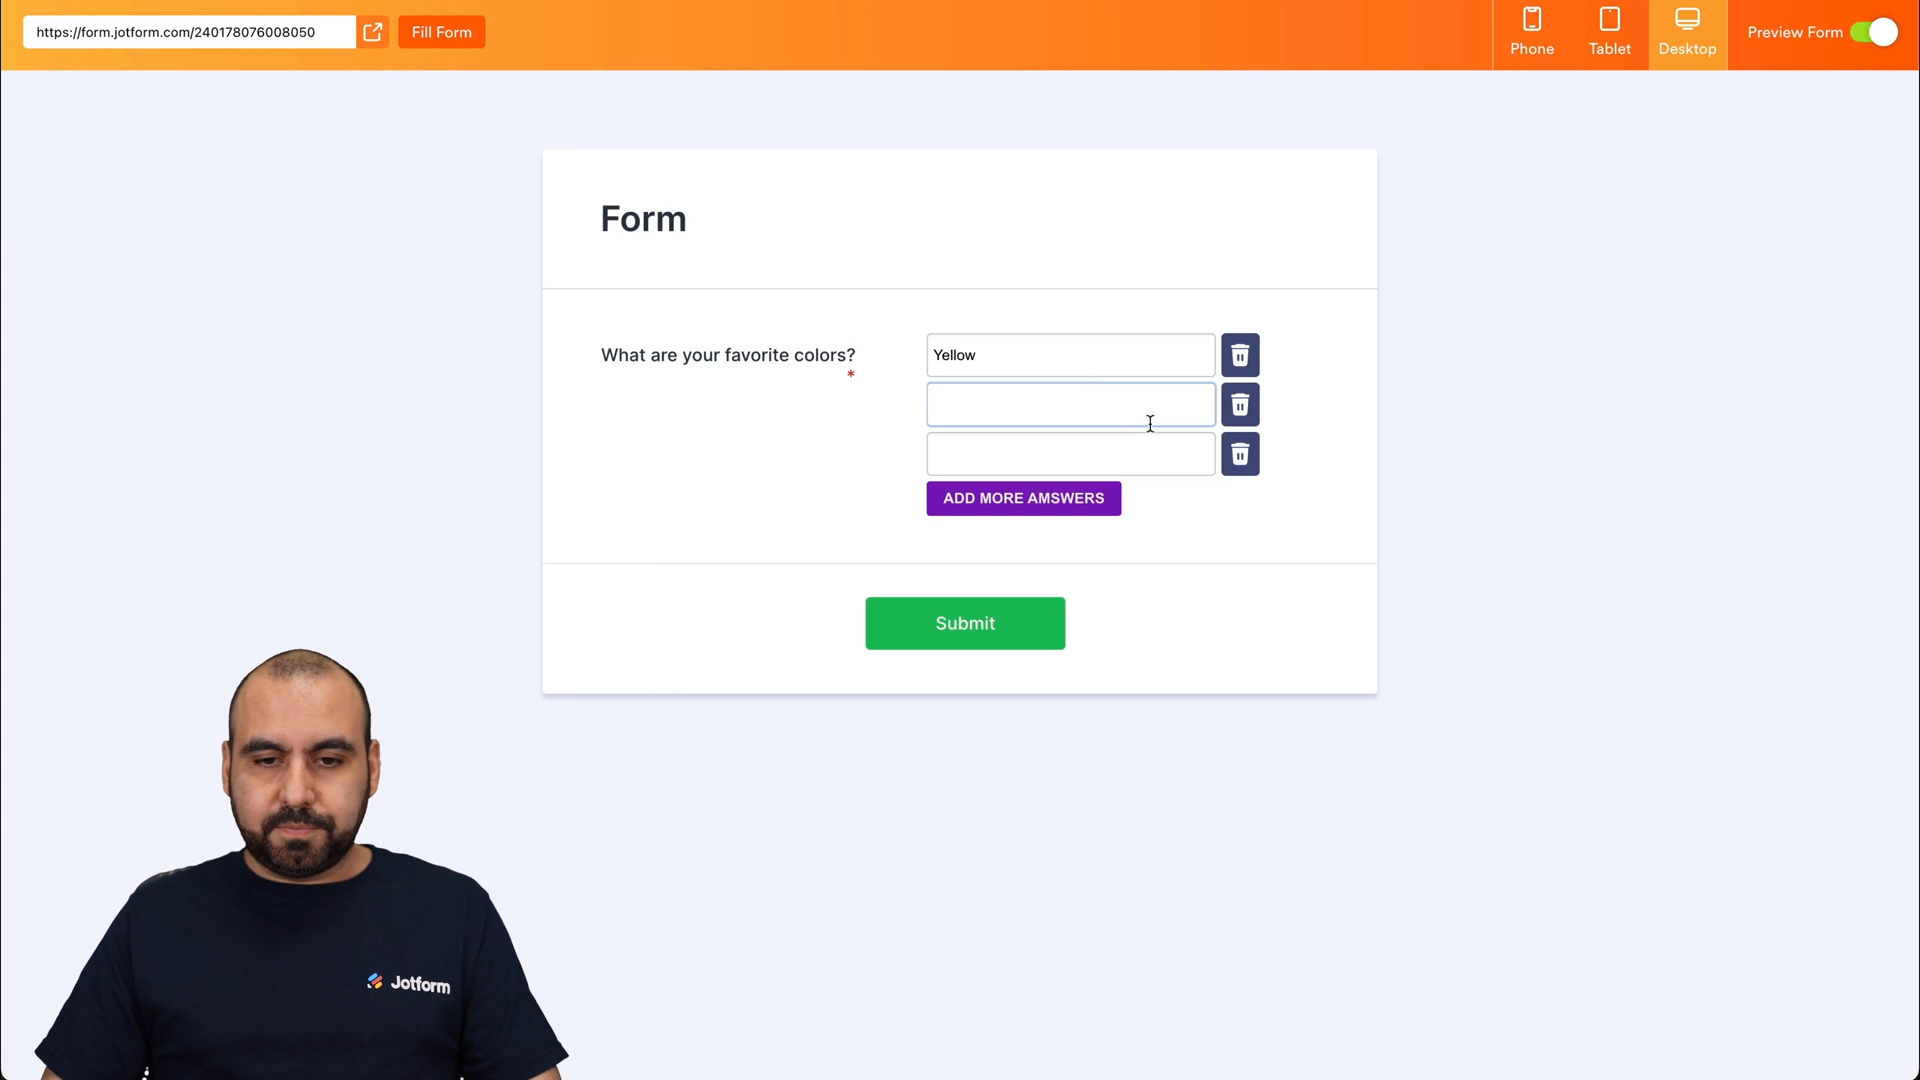 https://form.jotform.com/240178076008050
Fill Form
Phone
Tablet
Desktop
Preview Form
Form
What are your favorite colors?
*
Yellow
ADD MORE AMSWERS
Submit
Jotform